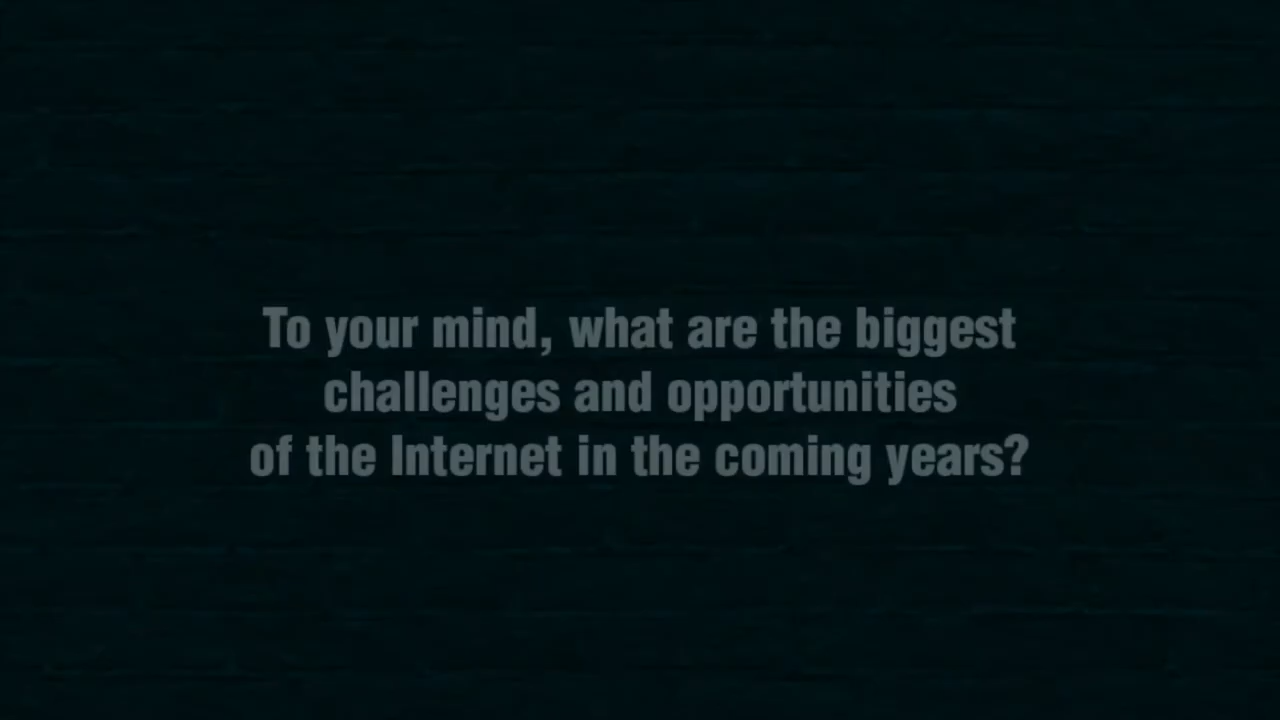 To your mind, what are the biggest
challenges and opportunities
of the Internet in the coming years?